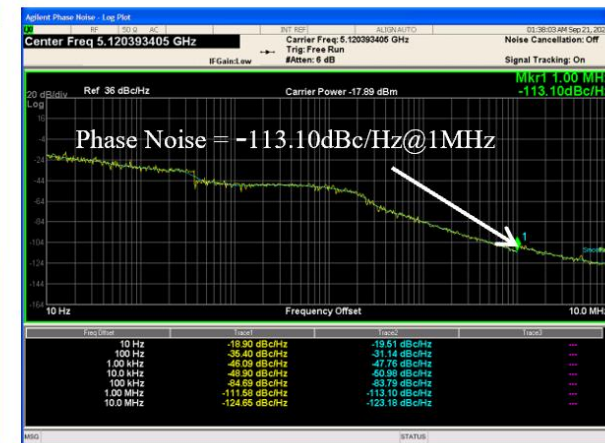 Agilent Phase Noise - Log Plot
RF 50 Ω AC INT REF ALIGN AUTO 01:38:03 AM Sep 21, 202
Center Freq 5.120393405 GHz
Carrier Freq: 5.120393405 GHz
Trig: Free Run
IFGain:Low #Atten: 6 dB
Noise Cancellation: Off
Signal Tracking: On
Mkr1 1.00 MH
20 dB/div Ref 36 dBc/Hz Carrier Power -17.89 dBm -113.10dBc/H
Log
16
-4
Phase Noise = -113.10dBc/Hz@1MHz
-24
-44
-64
-84
1
-104
-124
-144
-164
10 Hz Frequency Offset 10.0 MH
Freq Offset Trace1 Trace2 Trace3
10 Hz -18.90 dBc/Hz -19.51 dBc/Hz ---
100 Hz -35.40 dBc/Hz -31.14 dBc/Hz ---
1.00 kHz -46.09 dBc/Hz -47.76 dBc/Hz ---
10.0 kHz -48.90 dBc/Hz -50.98 dBc/Hz ---
100 kHz -84.69 dBc/Hz -83.79 dBc/Hz ---
1.00 MHz -111.58 dBc/Hz -113.10 dBc/Hz ---
10.0 MHz -124.65 dBc/Hz -123.18 dBc/Hz ---
MSG STATUS